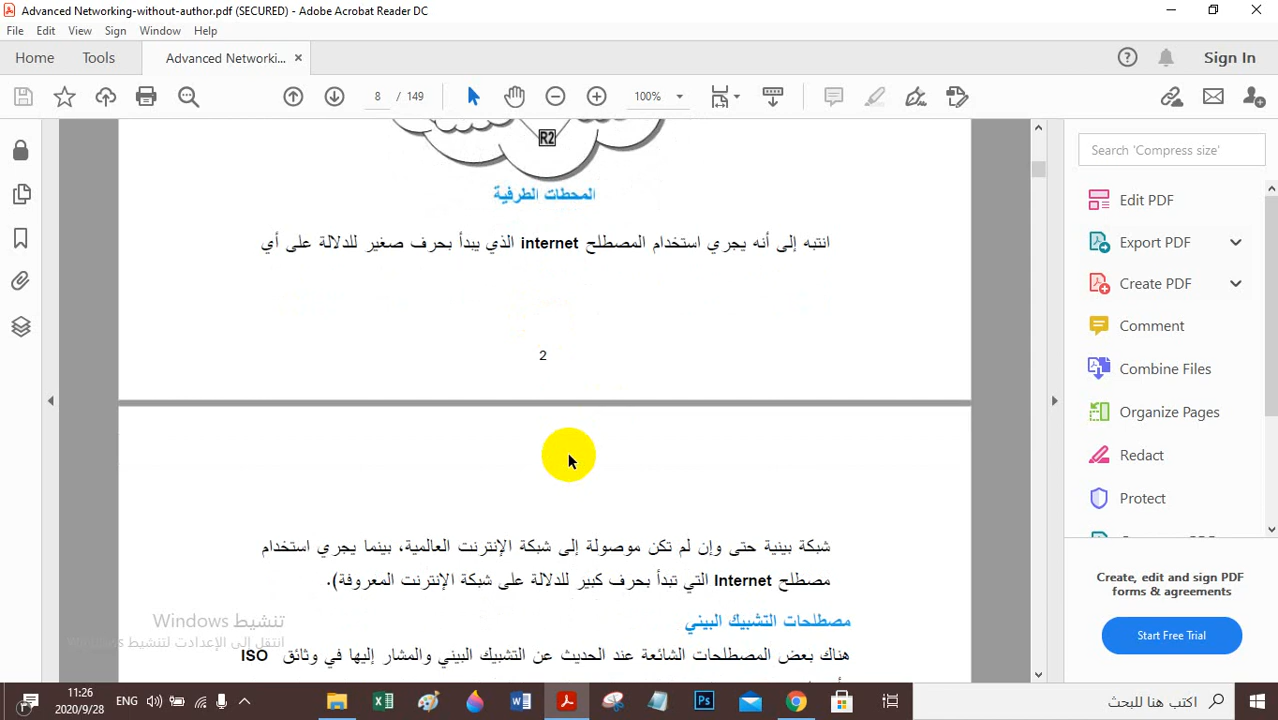 Advanced Networking-without-author.pdf (SECURED) - Adobe Acrobat Reader DC
File Edit View Sign Window Help
Home Tools Advanced Networki... × Sign In
8 / 149 100%
R2
المحطات الطرفية
انتبه إلى أنه يجري استخدام المصطلح internet الذي يبدأ بحرف صغير للدلالة على أي
2
شبكة بينية حتى وإن لم تكن موصولة إلى شبكة الإنترنت العالمية، بينما يجري استخدام
مصطلح Internet التي تبدأ بحرف كبير للدلالة على شبكة الإنترنت المعروفة).
مصطلحات التشبيك البيني
هناك بعض المصطلحات الشائعة عند الحديث عن التشبيك البيني والمشار إليها في وثائق ISO
تنشيط Windows
انتقل إلى الإعدادات لتنشيط Windows
Search 'Compress size'
Edit PDF
Export PDF
Create PDF
Comment
Combine Files
Organize Pages
Redact
Protect
Create, edit and sign PDF
forms & agreements
Start Free Trial
11:26
2020/9/28
ENG
اكتب هنا للبحث